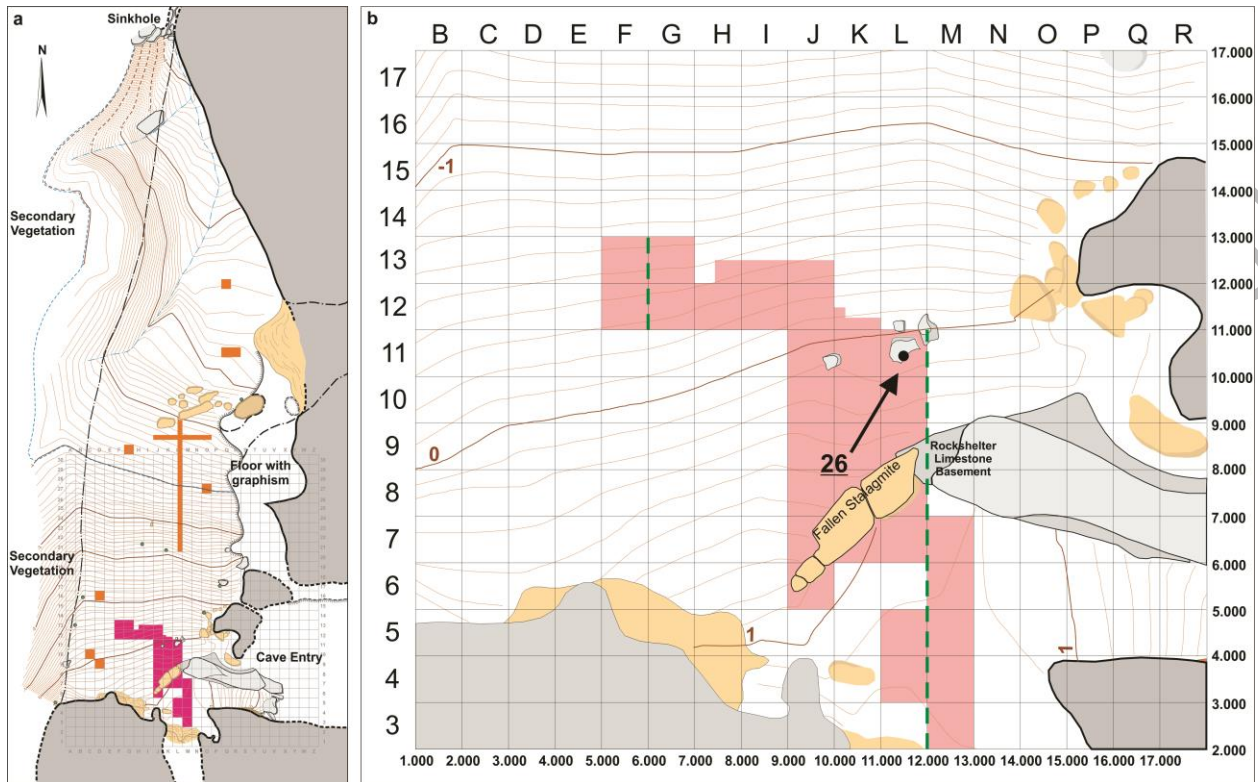 a
Sinkhole
N
Secondary
Vegetation
Floor with
graphism
Secondary
Vegetation
Cave Entry
b
B C D E F G H I J K L M N O P Q R
17
16
15
14
13
12
11
10
9
8
7
6
5
4
3
17.000
16.000
15.000
14.000
13.000
12.000
11.000
10.000
9.000
8.000
7.000
6.000
5.000
4.000
3.000
2.000
-1
0
26
Rockshelter
Limestone
Basement
Fallen Stalagmite
1
1
1.000 2.000 3.000 4.000 5.000 6.000 7.000 8.000 9.000 10.000 11.000 12.000 13.000 14.000 15.000 16.000 17.000